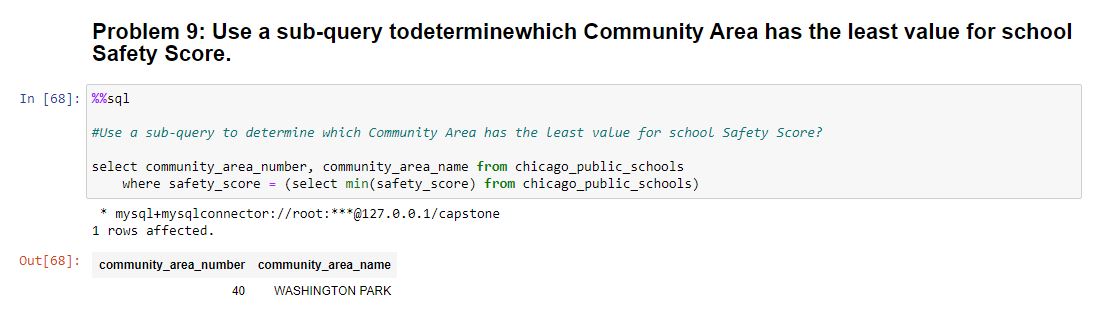 Problem 9: Use a sub-query todeterminewhich Community Area has the least value for school
Safety Score.
In [68]: %%sql
#Use a sub-query to determine which Community Area has the least value for school Safety Score?
select community_area_number, community_area_name from chicago_public_schools
where safety_score = (select min(safety_score) from chicago_public_schools)
* mysql+mysqlconnector://root:***@127.0.0.1/capstone
1 rows affected.
Out[68]: community_area_number community_area_name
40 WASHINGTON PARK